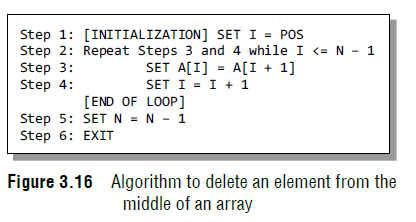 Step 1: [INITIALIZATION] SET I = POS
Step 2: Repeat Steps 3 and 4 while I <= N - 1
Step 3: SET A[I] = A[I + 1]
Step 4: SET I = I + 1
[END OF LOOP]
Step 5: SET N = N - 1
Step 6: EXIT
Figure 3.16 Algorithm to delete an element from the
middle of an array